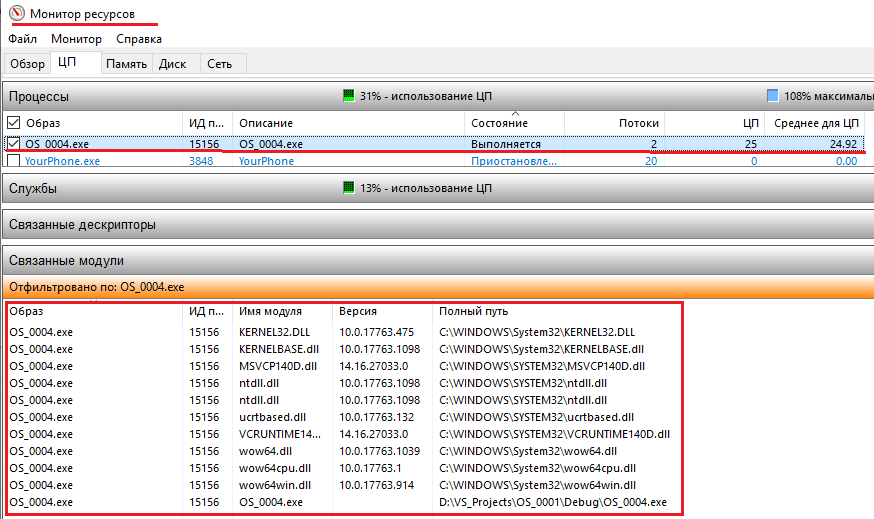 Монитор ресурсов
Файл Монитор Справка
Обзор ЦП Память Диск Сеть
Процессы 31% - использование ЦП 108% максималь
Образ ИД п... Описание Состояние Потоки ЦП Среднее для ЦП
OS_0004.exe 15156 OS_0004.exe Выполняется 2 25 24.92
YourPhone.exe 3848 YourPhone Приостановле... 20 0 0.00
Службы 13% - использование ЦП
Связанные дескрипторы
Связанные модули
Отфильтровано по: OS_0004.exe
Образ ИД п... Имя модуля Версия Полный путь
OS_0004.exe 15156 KERNEL32.DLL 10.0.17763.475 C:\WINDOWS\System32\KERNEL32.DLL
OS_0004.exe 15156 KERNELBASE.dll 10.0.17763.1098 C:\WINDOWS\System32\KERNELBASE.dll
OS_0004.exe 15156 MSVCP140D.dll 14.16.27033.0 C:\WINDOWS\SYSTEM32\MSVCP140D.dll
OS_0004.exe 15156 ntdll.dll 10.0.17763.1098 C:\WINDOWS\SYSTEM32\ntdll.dll
OS_0004.exe 15156 ntdll.dll 10.0.17763.1098 C:\WINDOWS\SYSTEM32\ntdll.dll
OS_0004.exe 15156 ucrtbased.dll 10.0.17763.132 C:\WINDOWS\SYSTEM32\ucrtbased.dll
OS_0004.exe 15156 VCRUNTIME14... 14.16.27033.0 C:\WINDOWS\SYSTEM32\VCRUNTIME140D.dll
OS_0004.exe 15156 wow64.dll 10.0.17763.1039 C:\WINDOWS\System32\wow64.dll
OS_0004.exe 15156 wow64cpu.dll 10.0.17763.1 C:\WINDOWS\System32\wow64cpu.dll
OS_0004.exe 15156 wow64win.dll 10.0.17763.914 C:\WINDOWS\System32\wow64win.dll
OS_0004.exe 15156 OS_0004.exe D:\VS_Projects\OS_0001\Debug\OS_0004.exe